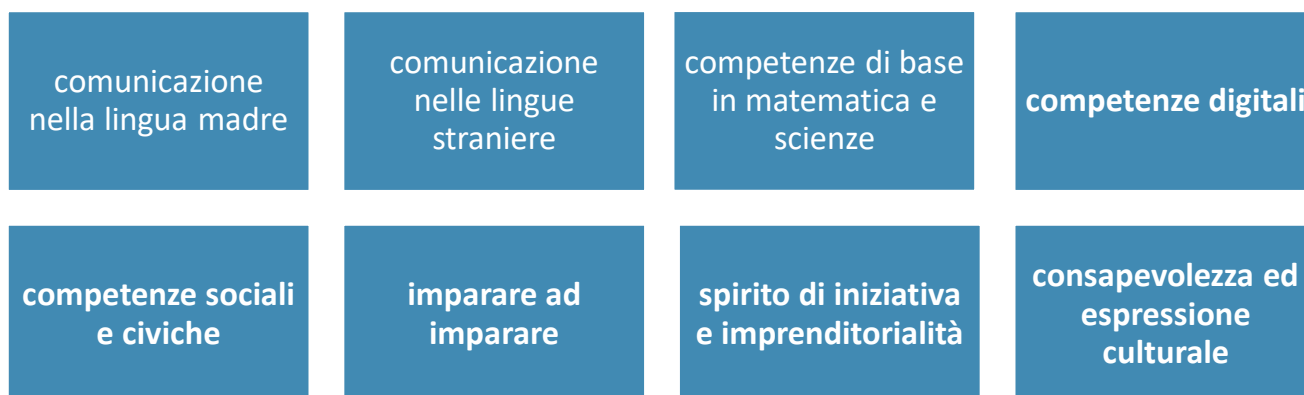 comunicazione
nella lingua madre
comunicazione
nelle lingue
straniere
competenze di base
in matematica e
scienze
competenze digitali
competenze sociali
e civiche
imparare ad
imparare
spirito di iniziativa
e imprenditorialità
consapevolezza ed
espressione
culturale